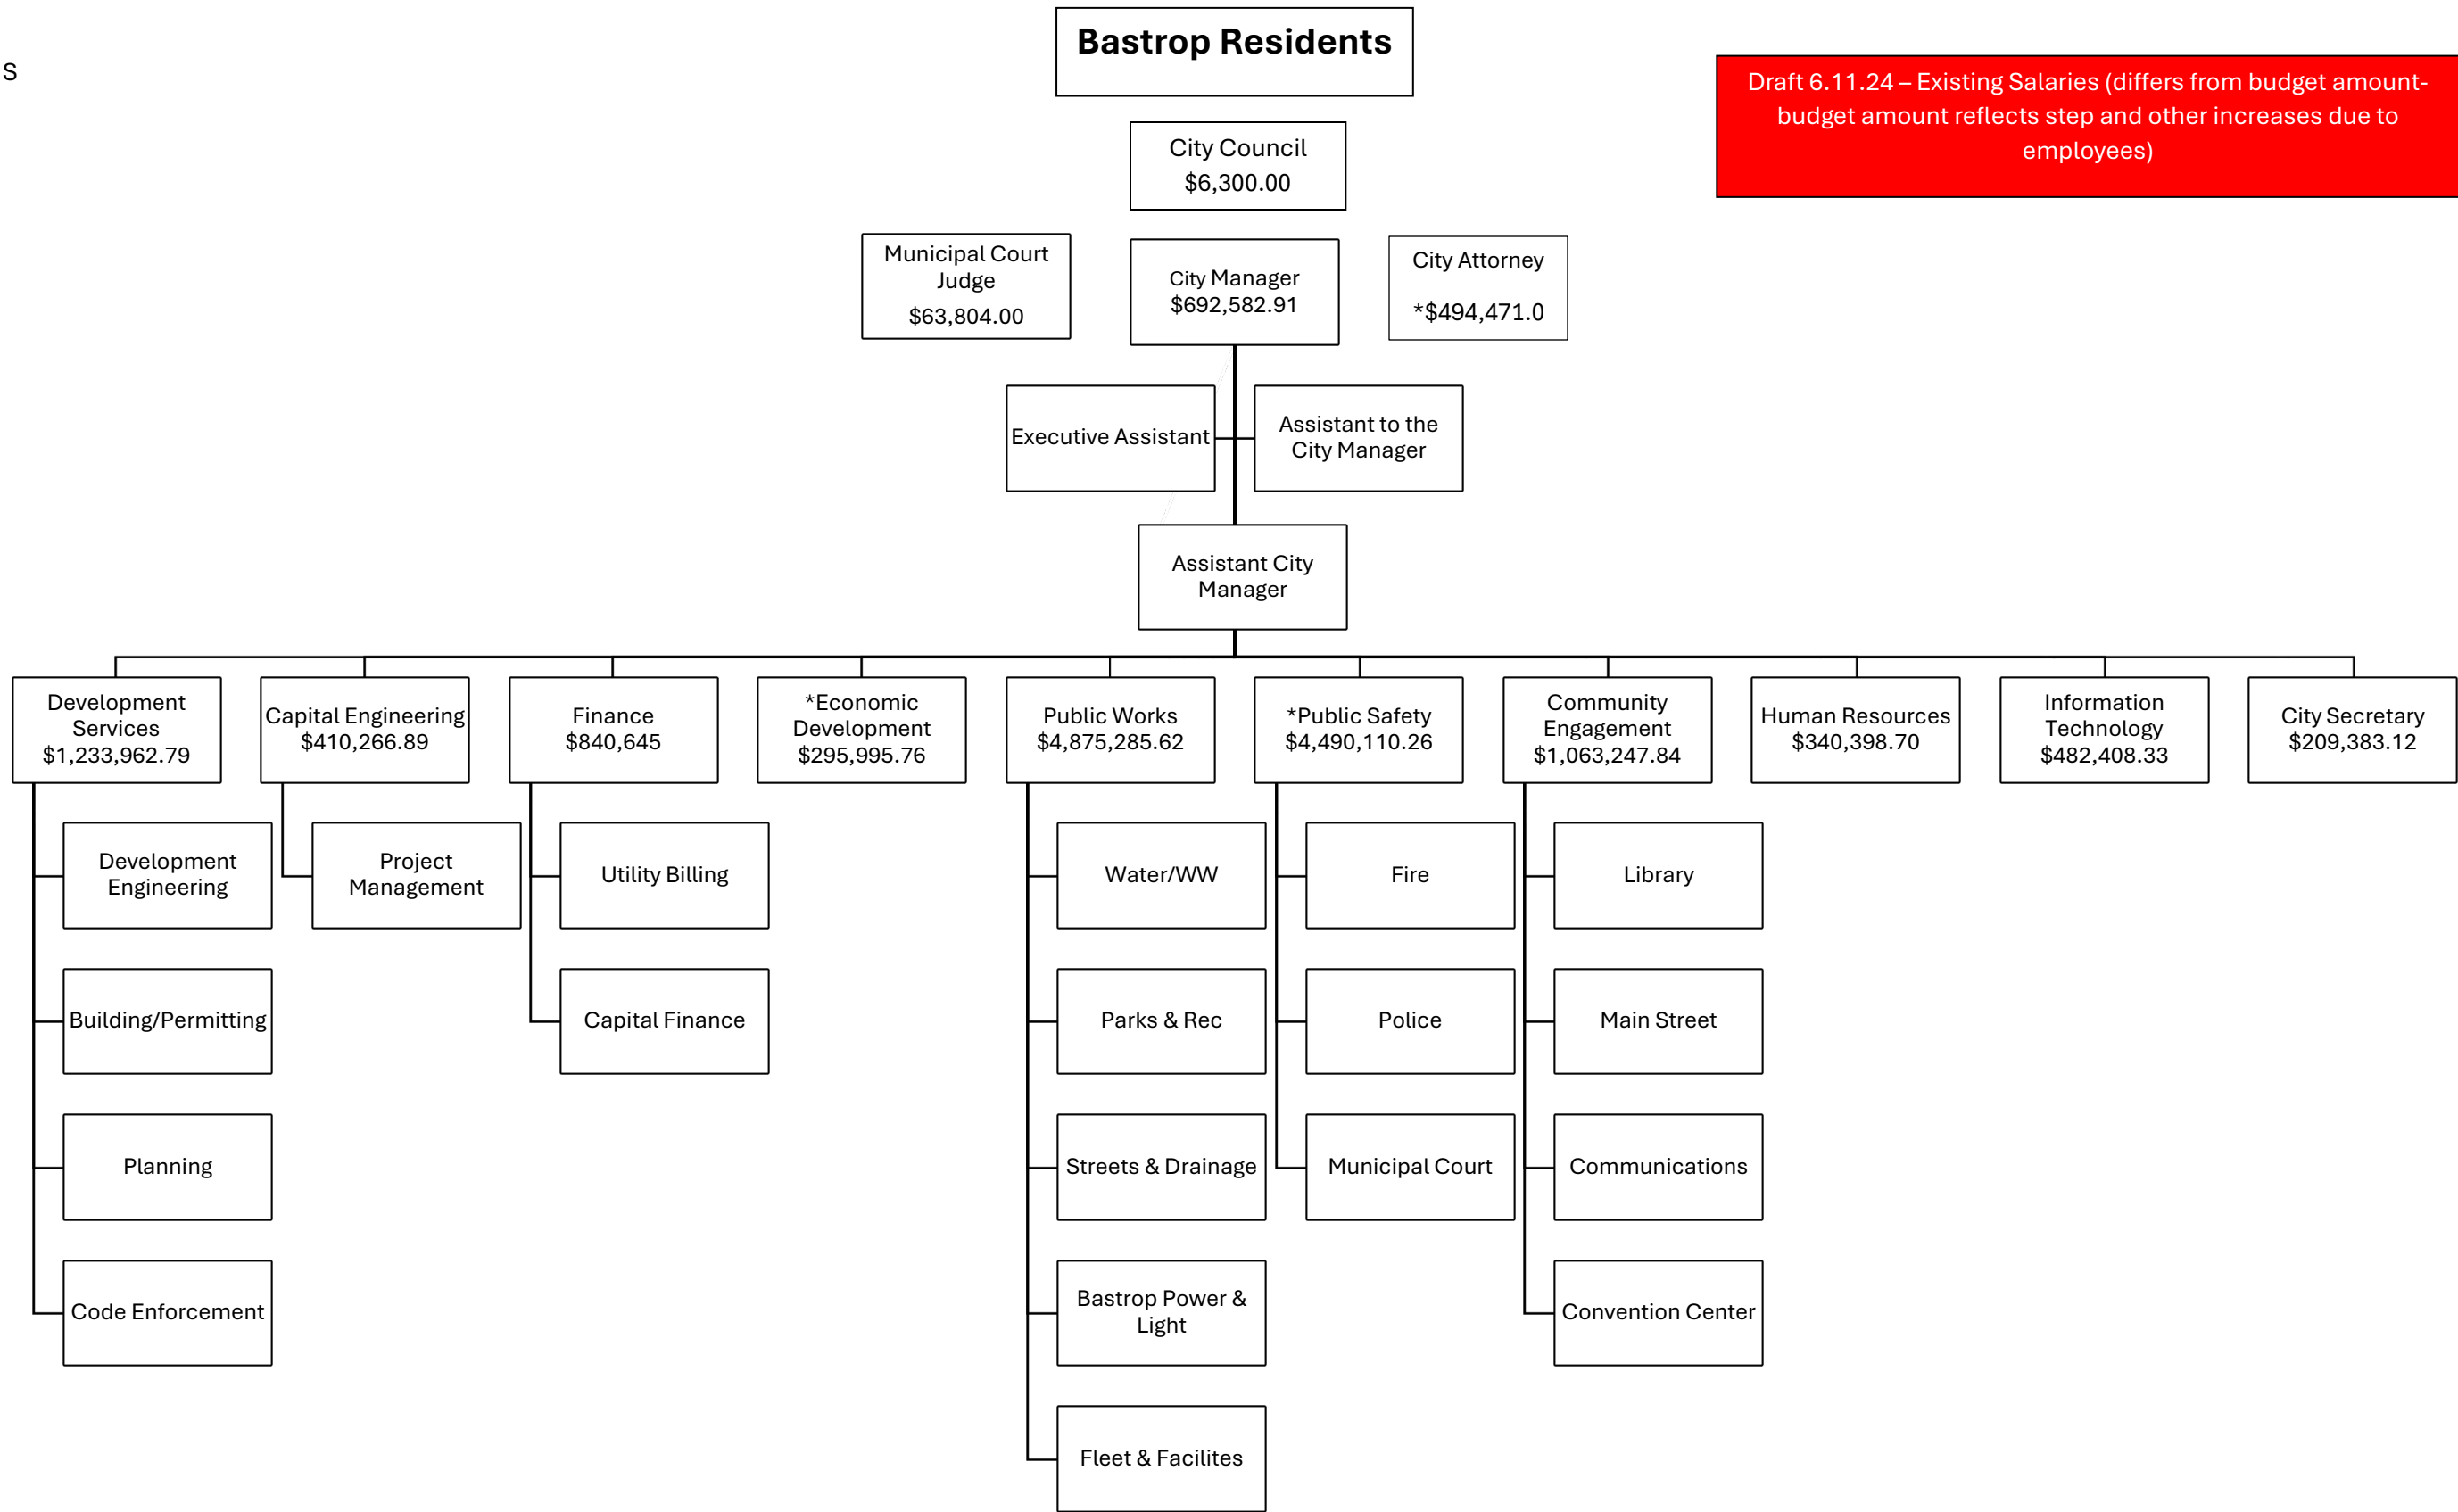 Bastrop Residents
S
Draft 6.11.24 – Existing Salaries (differs from budget amount-
budget amount reflects step and other increases due to
employees)
City Council
$6,300.00
Municipal Court
Judge
$63,804.00
City Manager
$692,582.91
City Attorney
*$494,471.0
Executive Assistant
Assistant to the
City Manager
Assistant City
Manager
Development
Services
$1,233,962.79
Capital Engineering
$410,266.89
Finance
$840,645
*Economic
Development
$295,995.76
Public Works
$4,875,285.62
*Public Safety
$4,490,110.26
Community
Engagement
$1,063,247.84
Human Resources
$340,398.70
Information
Technology
$482,408.33
City Secretary
$209,383.12
Development
Engineering
Project
Management
Utility Billing
Water/WW
Fire
Library
Building/Permitting
Capital Finance
Parks & Rec
Police
Main Street
Planning
Streets & Drainage
Municipal Court
Communications
Code Enforcement
Bastrop Power &
Light
Convention Center
Fleet & Facilites